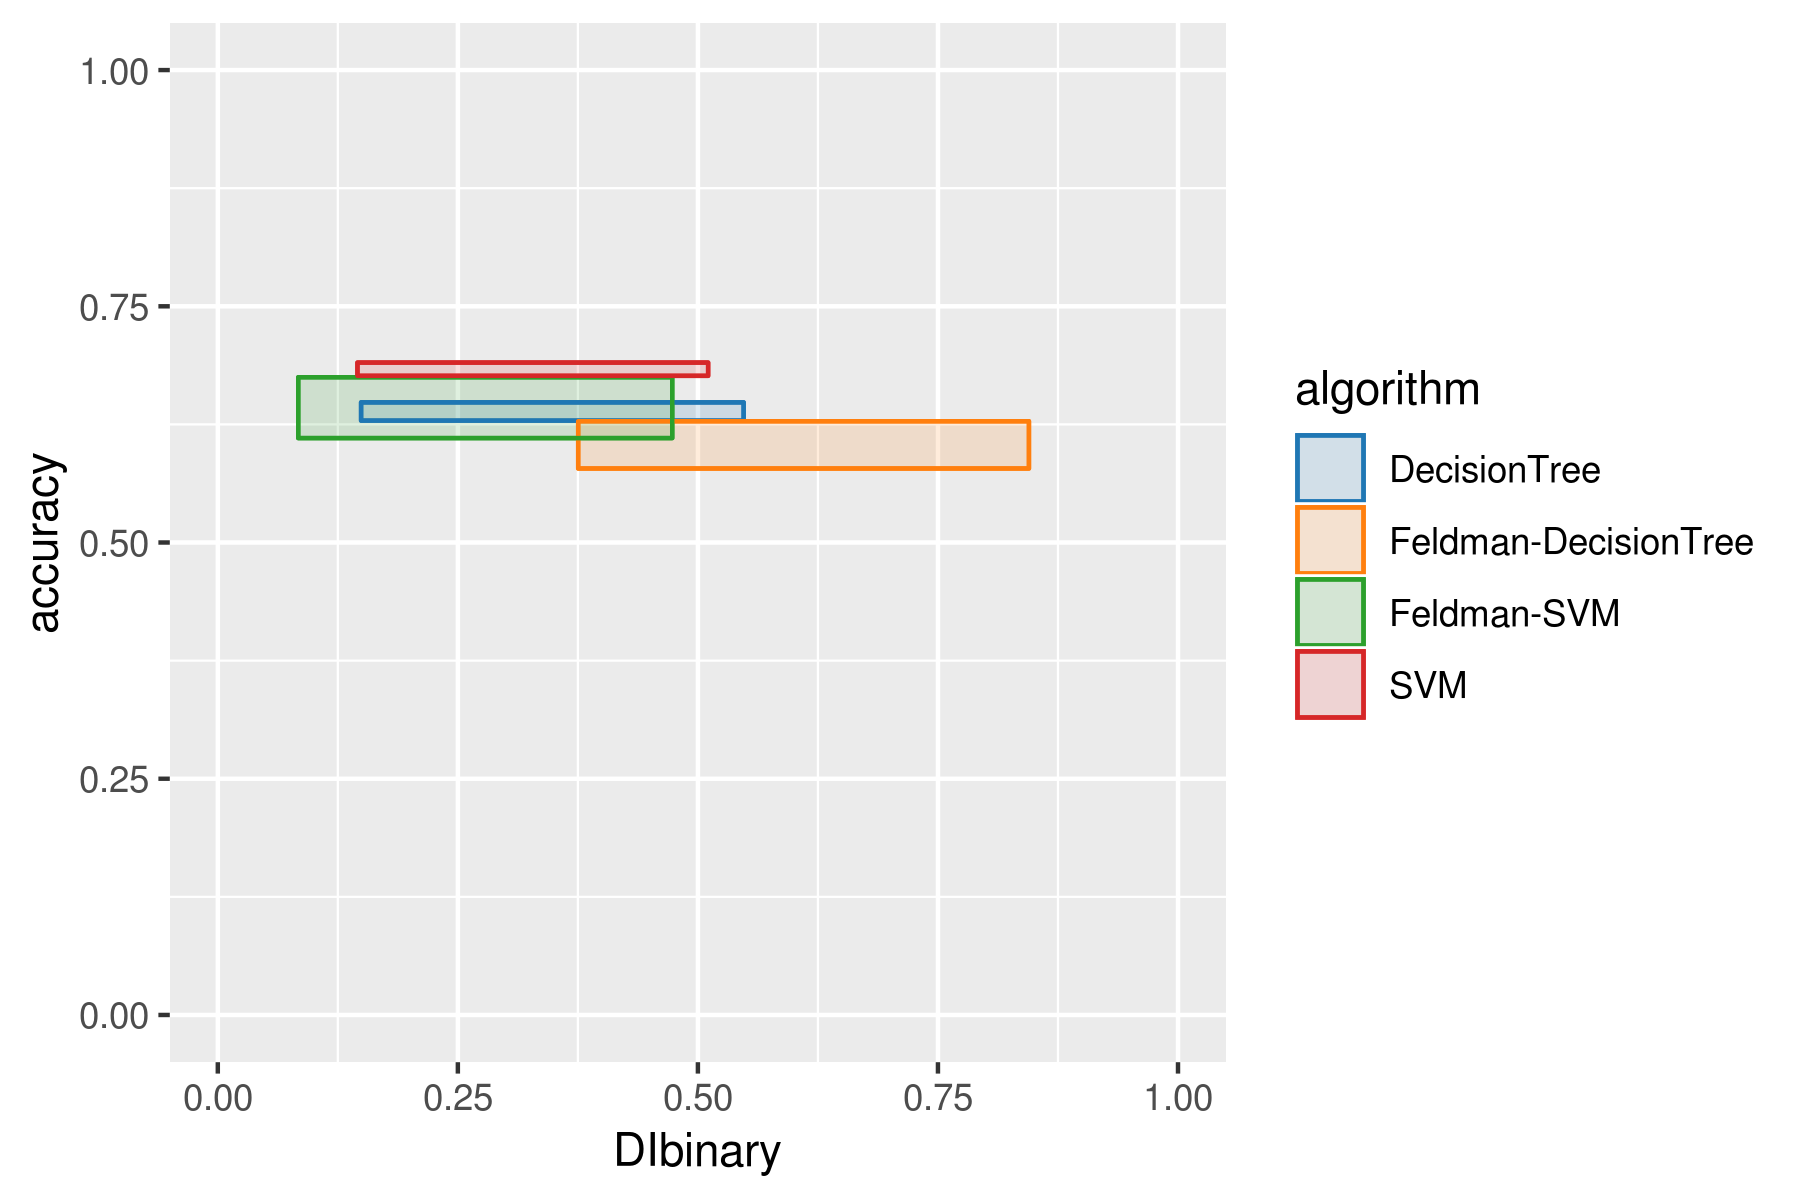 1.00
0.75
0.50
0.25
0.00
accuracy
0.00 0.25 0.50 0.75 1.00
DIbinary
algorithm
DecisionTree
Feldman-DecisionTree
Feldman-SVM
SVM